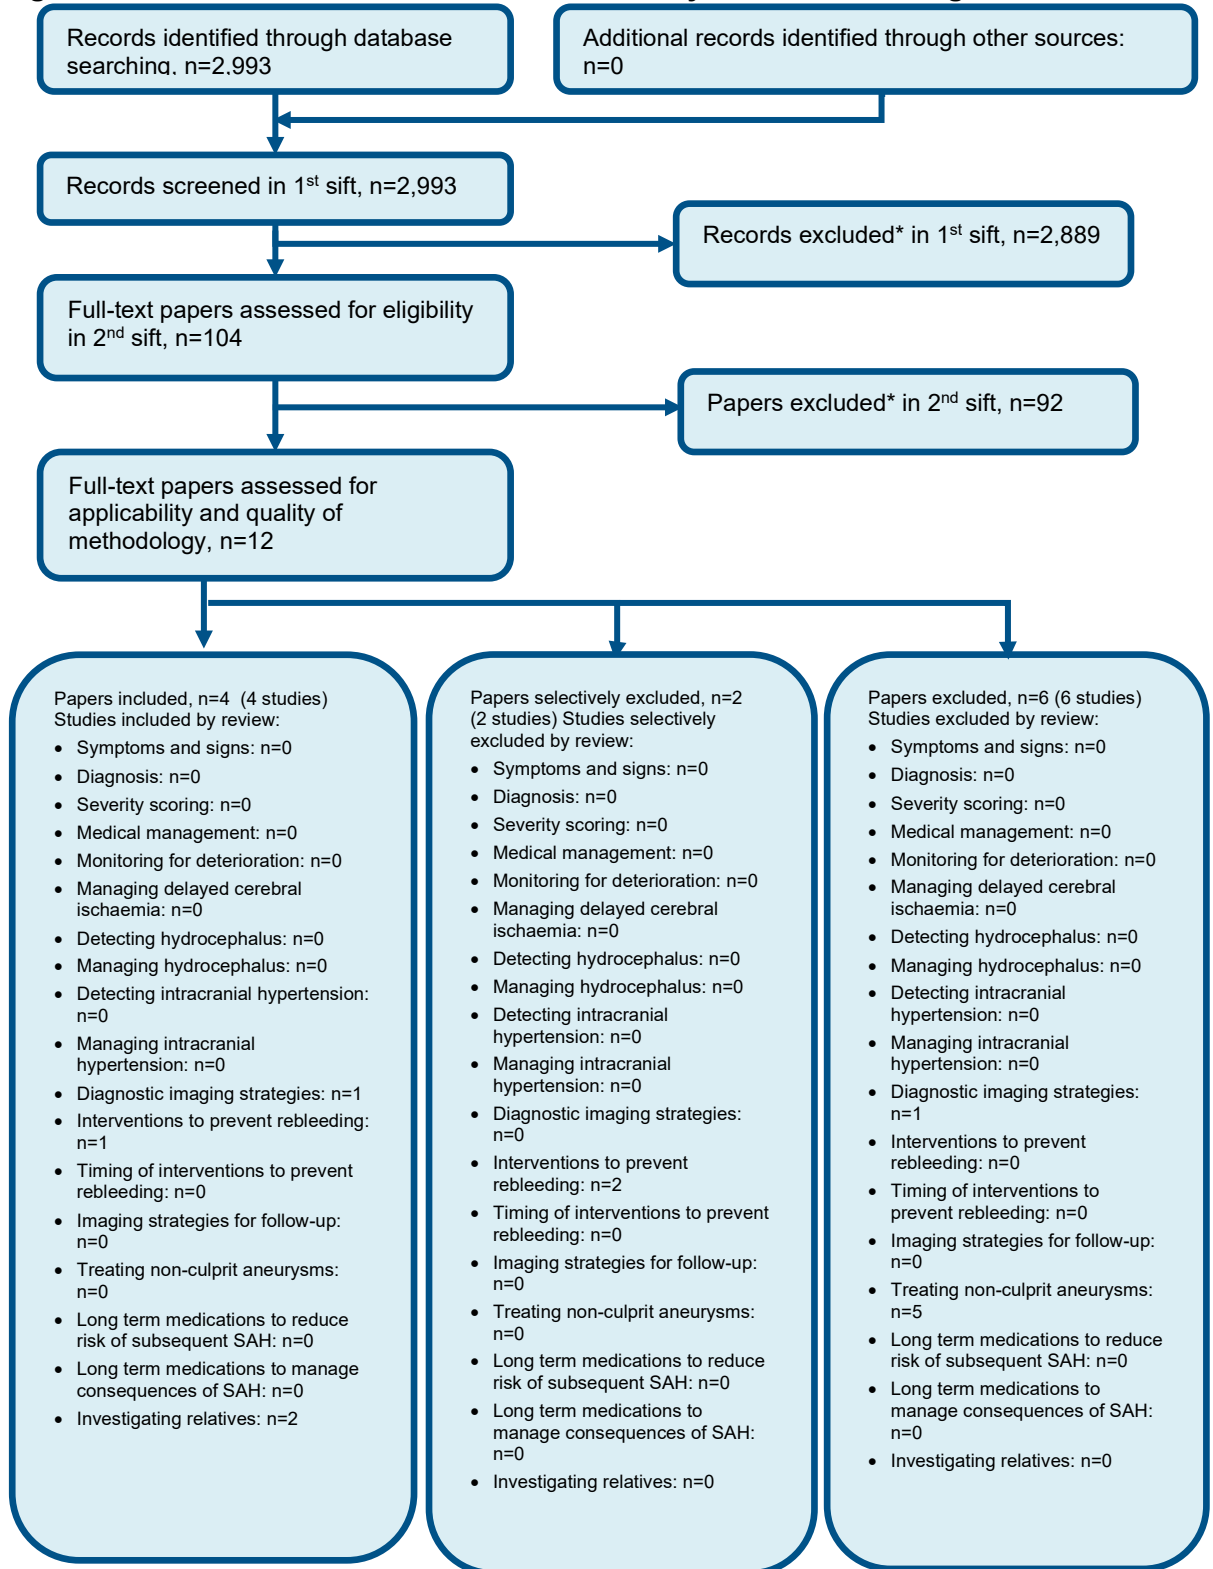 Records identified through database
searching, n=2,993
Additional records identified through other sources:
n=0
Records screened in 1st sift, n=2,993
Records excluded* in 1st sift, n=2,889
Full-text papers assessed for eligibility
in 2nd sift, n=104
Papers excluded* in 2nd sift, n=92
Full-text papers assessed for
applicability and quality of
methodology, n=12
Papers included, n=4 (4 studies)
Studies included by review:
• Symptoms and signs: n=0
• Diagnosis: n=0
• Severity scoring: n=0
• Medical management: n=0
• Monitoring for deterioration: n=0
• Managing delayed cerebral
ischaemia: n=0
• Detecting hydrocephalus: n=0
• Managing hydrocephalus: n=0
• Detecting intracranial hypertension:
n=0
• Managing intracranial
hypertension: n=0
• Diagnostic imaging strategies: n=1
• Interventions to prevent rebleeding:
n=1
• Timing of interventions to prevent
rebleeding: n=0
• Imaging strategies for follow-up:
n=0
• Treating non-culprit aneurysms:
n=0
• Long term medications to reduce
risk of subsequent SAH: n=0
• Long term medications to manage
consequences of SAH: n=0
• Investigating relatives: n=2
Papers selectively excluded, n=2
(2 studies) Studies selectively
excluded by review:
• Symptoms and signs: n=0
• Diagnosis: n=0
• Severity scoring: n=0
• Medical management: n=0
• Monitoring for deterioration: n=0
• Managing delayed cerebral
ischaemia: n=0
• Detecting hydrocephalus: n=0
• Managing hydrocephalus: n=0
• Detecting intracranial
hypertension: n=0
• Managing intracranial
hypertension: n=0
• Diagnostic imaging strategies:
n=0
• Interventions to prevent
rebleeding: n=2
• Timing of interventions to prevent
rebleeding: n=0
• Imaging strategies for follow-up:
n=0
• Treating non-culprit aneurysms:
n=0
• Long term medications to reduce
risk of subsequent SAH: n=0
• Long term medications to
manage consequences of SAH:
n=0
• Investigating relatives: n=0
Papers excluded, n=6 (6 studies)
Studies excluded by review:
• Symptoms and signs: n=0
• Diagnosis: n=0
• Severity scoring: n=0
• Medical management: n=0
• Monitoring for deterioration: n=0
• Managing delayed cerebral
ischaemia: n=0
• Detecting hydrocephalus: n=0
• Managing hydrocephalus: n=0
• Detecting intracranial
hypertension: n=0
• Managing intracranial
hypertension: n=0
• Diagnostic imaging strategies:
n=1
• Interventions to prevent
rebleeding: n=0
• Timing of interventions to
prevent rebleeding: n=0
• Imaging strategies for follow-up:
n=0
• Treating non-culprit aneurysms:
n=5
• Long term medications to reduce
risk of subsequent SAH: n=0
• Long term medications to
manage consequences of SAH:
n=0
• Investigating relatives: n=0